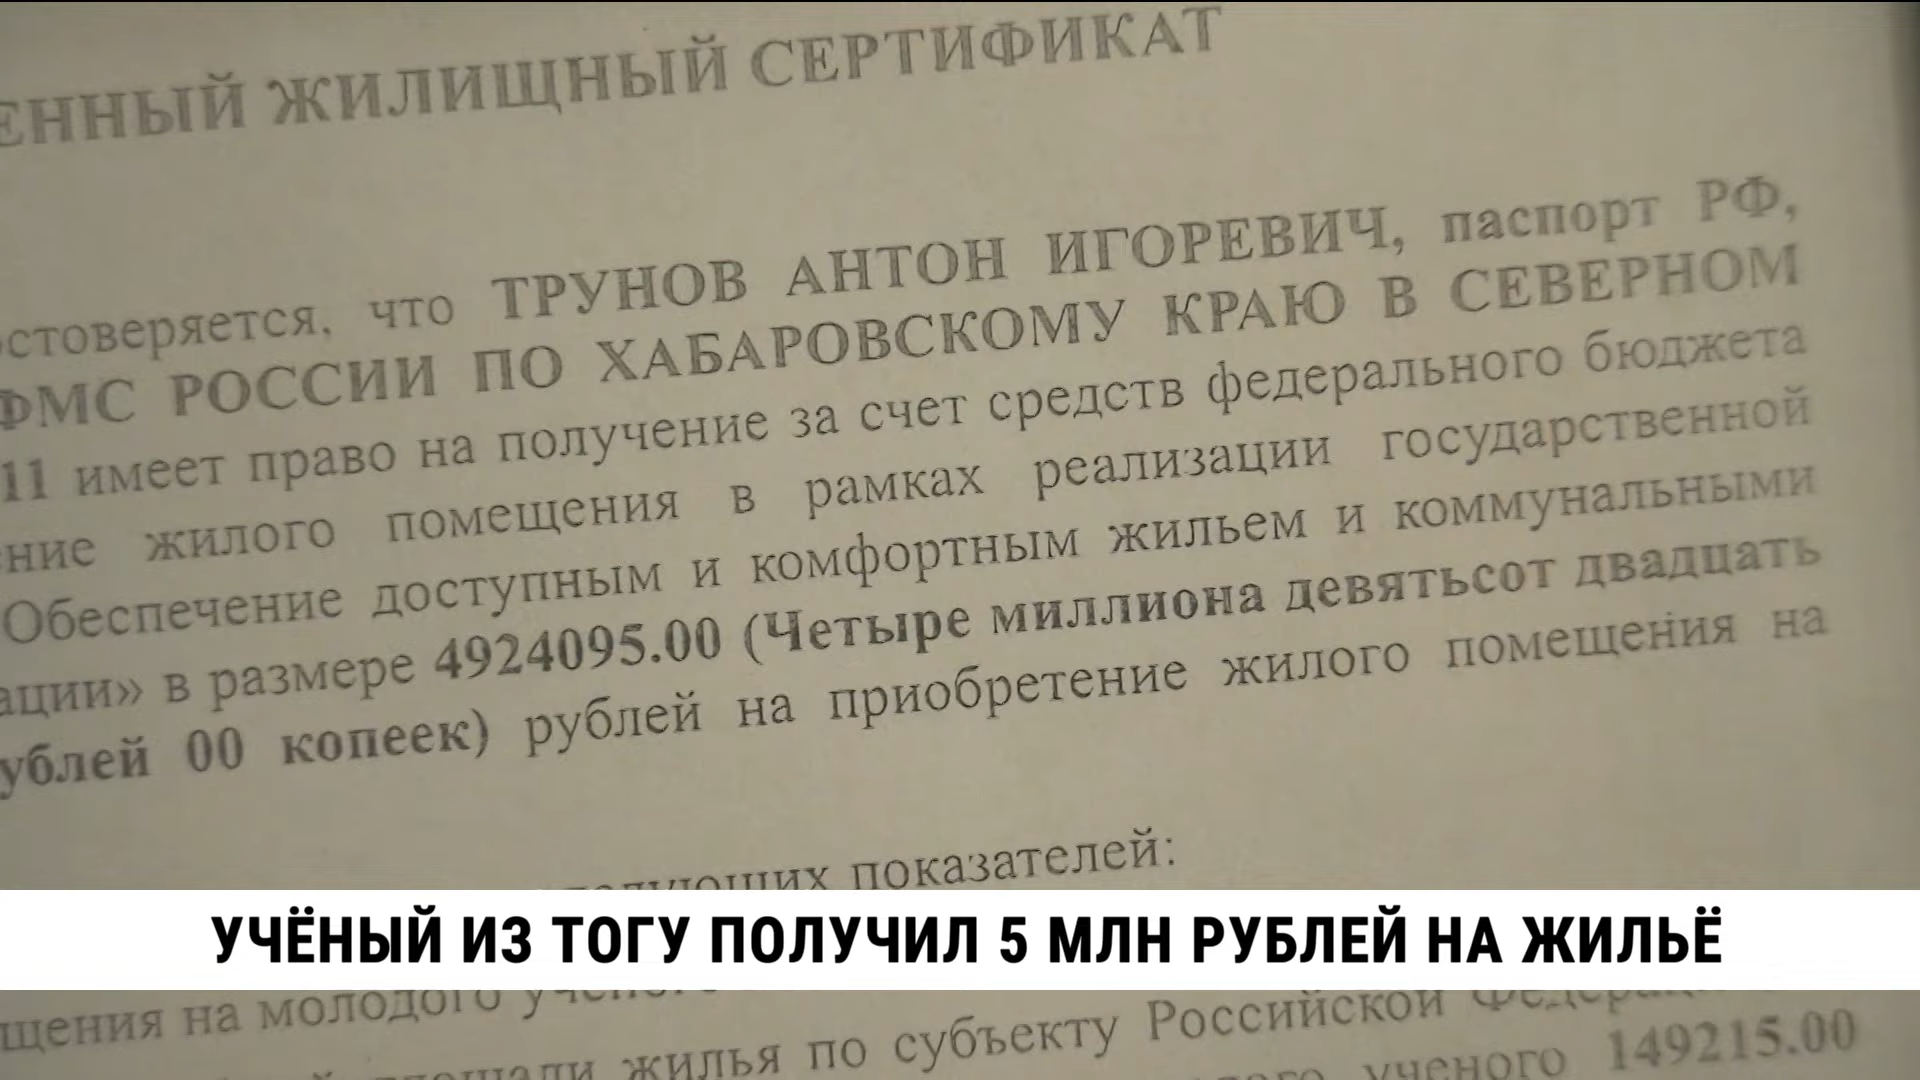 ЕННЫЙ ЖИЛИЩНЫЙ СЕРТИФИКАТ
остоверяется, что ТРУНОВ АНТОН ИГОРЕВИЧ, паспорт РФ,
ФМС РОССИИ ПО ХАБАРОВСКОМУ КРАЮ В СЕВЕРНОМ
11 имеет право на получение за счет средств федерального бюджета
ение жилого помещения в рамках реализации государственной
Обеспечение доступным и комфортным жильем и коммунальными
ации» в размере 4924095.00 (Четыре миллиона девятьсот двадцать
ублей 00 копеек) рублей на приобретение жилого помещения на
показателей:
УЧЁНЫЙ ИЗ ТОГУ ПОЛУЧИЛ 5 МЛН РУБЛЕЙ НА ЖИЛЬЁ
щения на молодого
жилья по субъекту Российской
ученого 149215.00